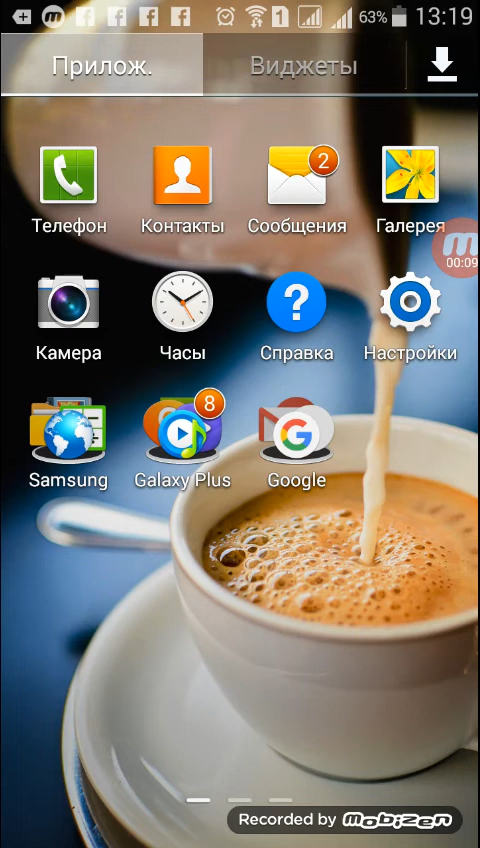 63% 13:19
Прилож. Виджеты
2
Телефон Контакты Сообщения Галерея
00:09
Камера Часы Справка Настройки
8
Samsung Galaxy Plus Google
Recorded by mobizen